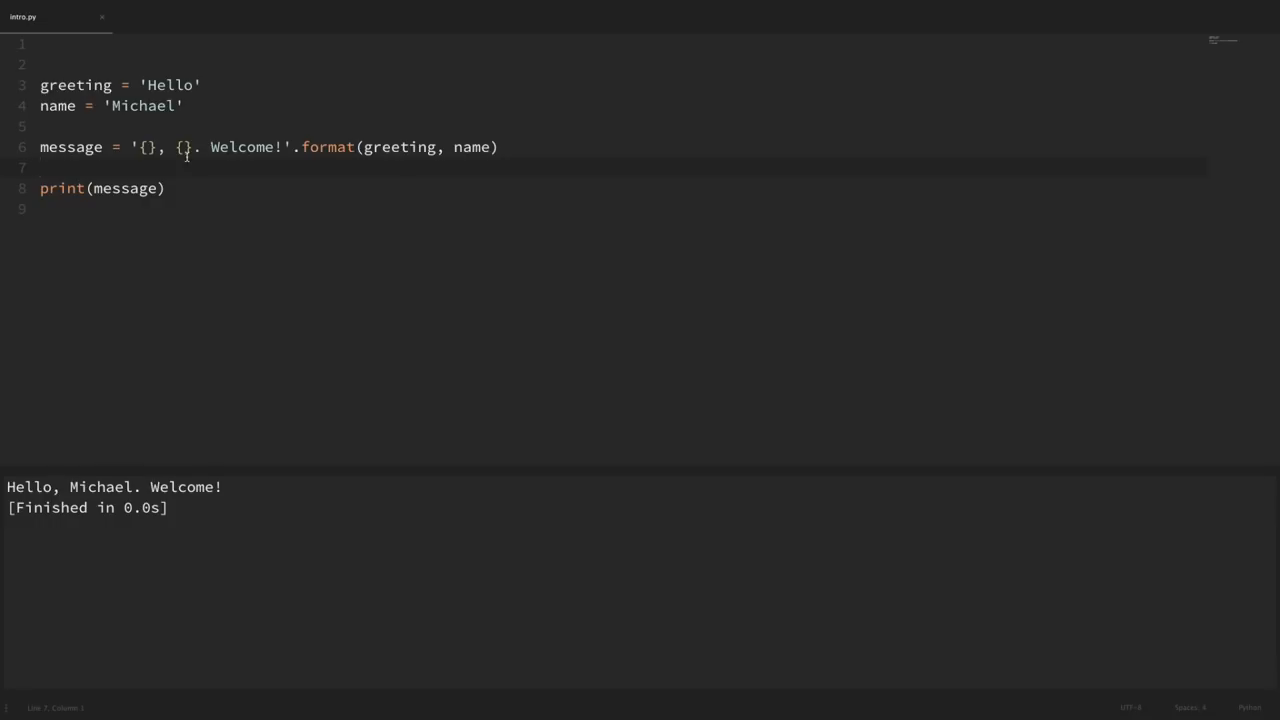 intro.py ×
1
2
3 greeting = 'Hello'
4 name = 'Michael'
5
6 message = '{}, {}. Welcome!'.format(greeting, name)
7
8 print(message)
9
Hello, Michael. Welcome!
[Finished in 0.0s]
Line 7, Column 1 UTF-8 Spaces: 4 Python